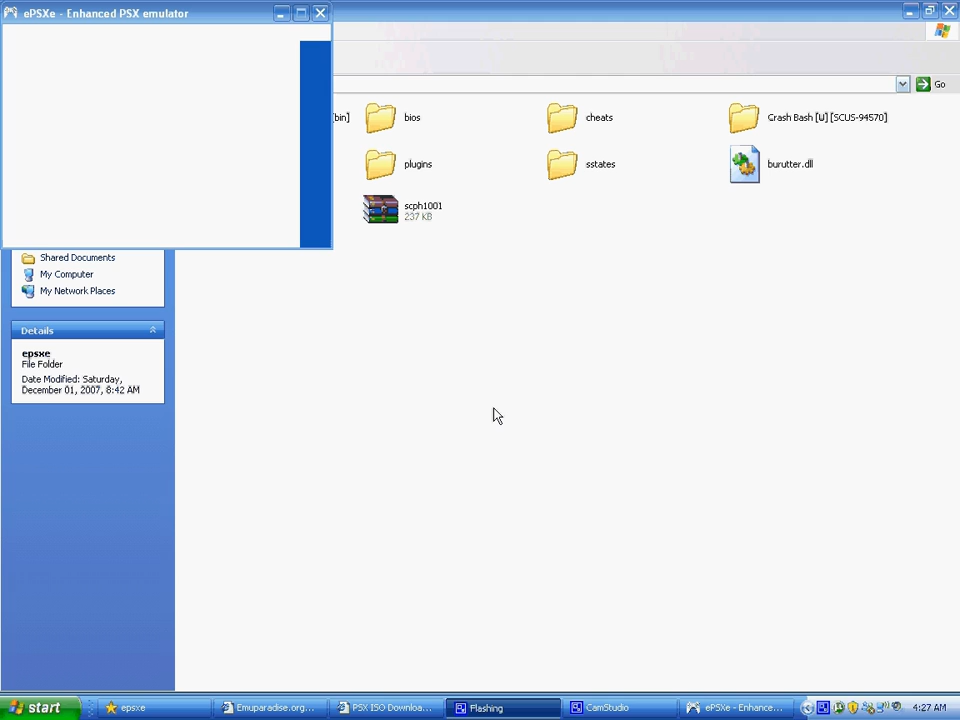 ePSXe - Enhanced PSX emulator
Go
[bin]
bios
cheats
Crash Bash [U] [SCUS-94570]
plugins
sstates
burutter.dll
scph1001
237 KB
Shared Documents
My Computer
My Network Places
Details
epsxe
File Folder
Date Modified: Saturday,
December 01, 2007, 8:42 AM
start
epsxe
Emuparadise.org...
PSX ISO Downloa...
Flashing
CamStudio
ePSXe - Enhance...
4:27 AM